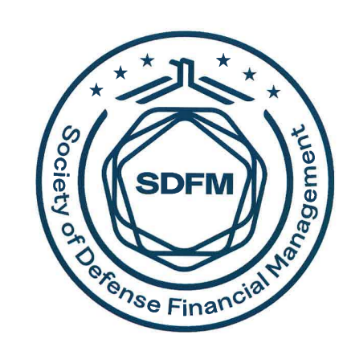 SDFM
Society of Defense Financial Management